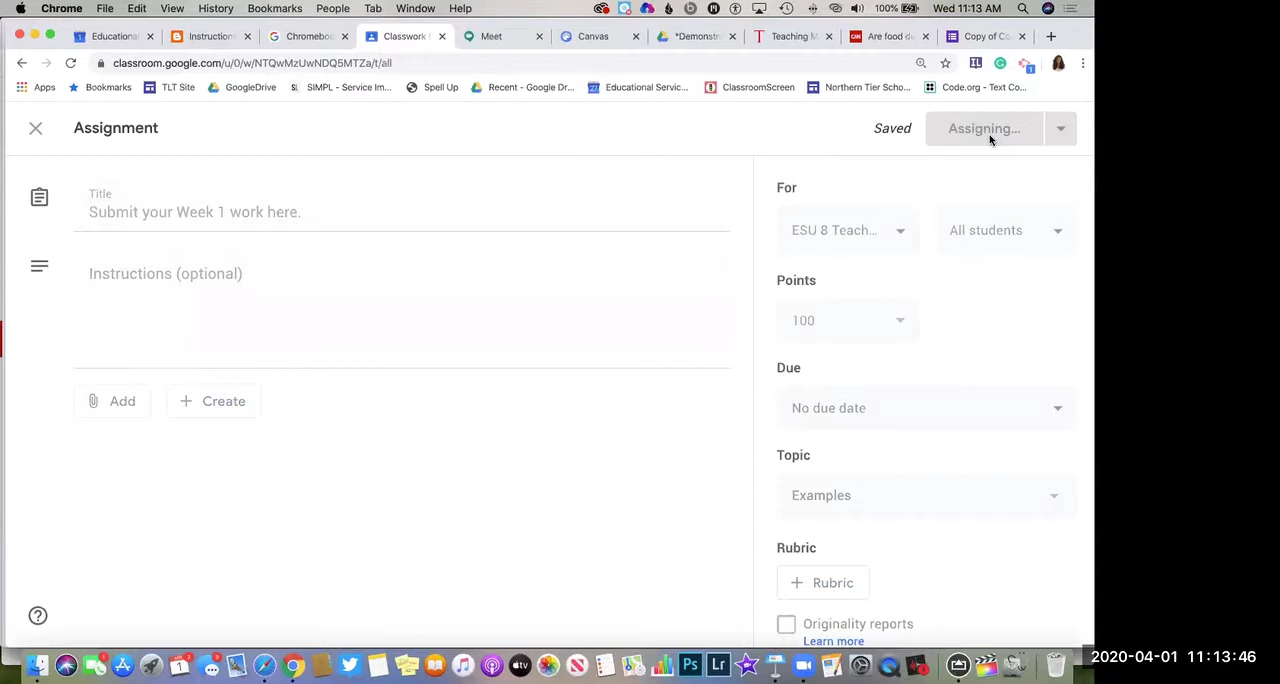 Chrome File Edit View History Bookmarks People Tab Window Help 100% Wed 11:13 AM
Educational Instruction Chromeboo Classwork Meet Canvas *Demonstr Teaching M Are food d Copy of Co
classroom.google.com/u/0/w/NTQwMzUwNDQ5MTZa/t/all
Apps Bookmarks TLT Site GoogleDrive SIMPL - Service Im... Spell Up Recent - Google Dr... Educational Servic... ClassroomScreen Northern Tier Scho... Code.org - Text Co...
Assignment Saved Assigning...
For
Title
Submit your Week 1 work here.
ESU 8 Teach... All students
Instructions (optional)
Points
100
Due
Add Create
No due date
Topic
Examples
Rubric
Rubric
Originality reports
Learn more
2020-04-01 11:13:46